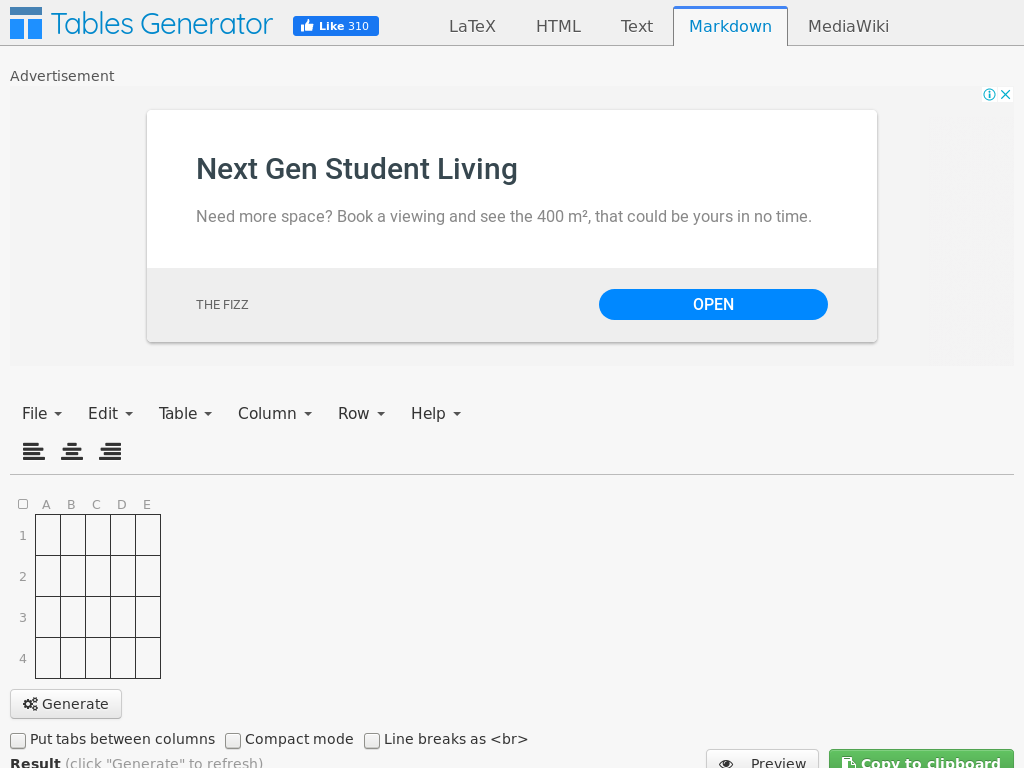 Tables Generator
Like 310
LaTeX HTML Text Markdown MediaWiki
Advertisement
Next Gen Student Living
Need more space? Book a viewing and see the 400 m², that could be yours in no time.
THE FIZZ
OPEN
File Edit Table Column Row Help
A B C D E
1
2
3
4
Generate
Put tabs between columns Compact mode Line breaks as <br>
Result (click "Generate" to refresh) Preview Copy to clipboard